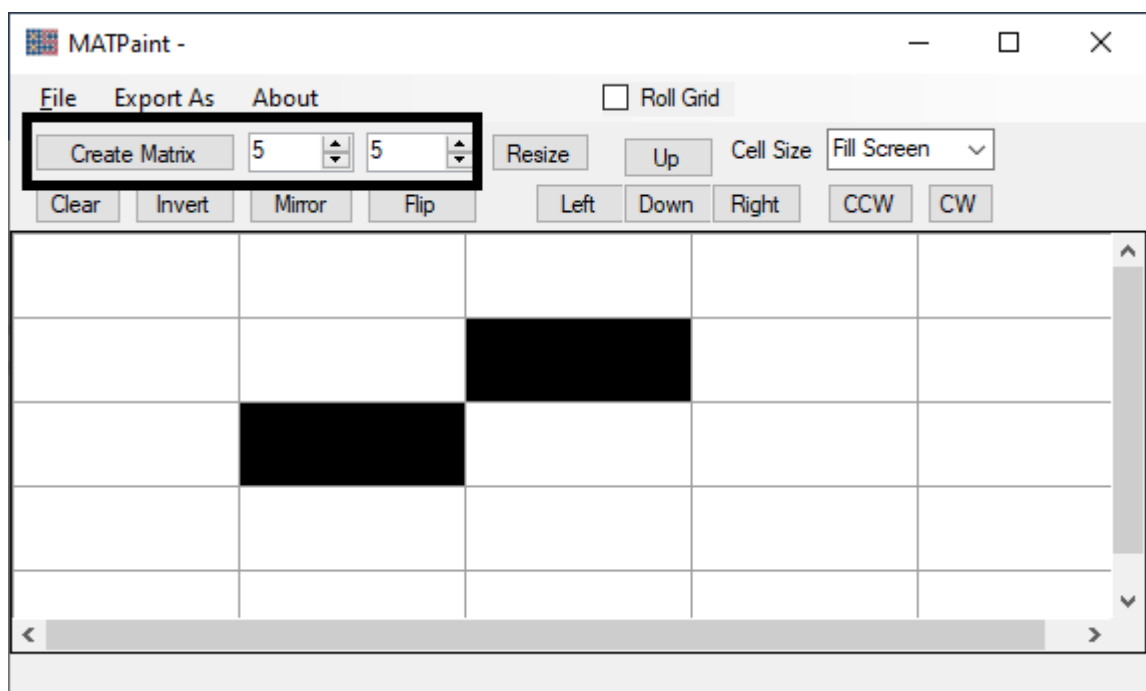 MATPaint -
File Export As About Roll Grid
Create Matrix 5 5 Resize Up Cell Size Fill Screen
Clear Invert Mirror Flip Left Down Right CCW CW